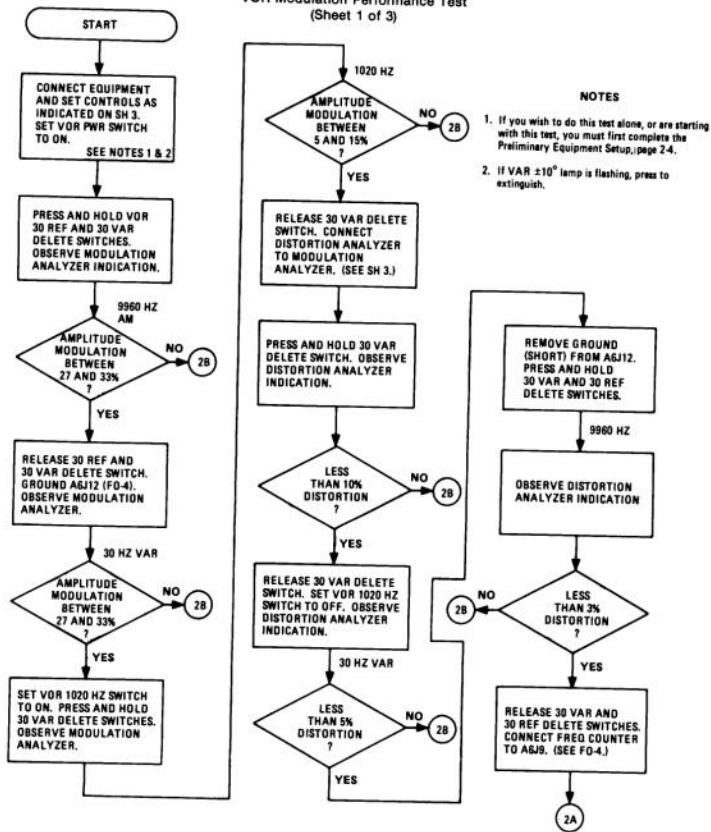 VOR Modulation Performance Test
(Sheet 1 of 3)
START
CONNECT EQUIPMENT
AND SET CONTROLS AS
INDICATED ON SH 3.
SET VOR PWR SWITCH
TO ON.
SEE NOTES 1 & 2
PRESS AND HOLD VOR
30 REF AND 30 VAR
DELETE SWITCHES.
OBSERVE MODULATION
ANALYZER INDICATION.
9960 HZ
AM
AMPLITUDE
MODULATION
BETWEEN
27 AND 33%
?
NO
2B
YES
RELEASE 30 REF AND
30 VAR DELETE SWITCH.
GROUND A6J12 (FO-4).
OBSERVE MODULATION
ANALYZER.
30 HZ VAR
AMPLITUDE
MODULATION
BETWEEN
27 AND 33%
?
NO
2B
YES
SET VOR 1020 HZ SWITCH
TO ON. PRESS AND HOLD
30 VAR DELETE SWITCHES.
OBSERVE MODULATION
ANALYZER.
1020 HZ
AMPLITUDE
MODULATION
BETWEEN
5 AND 15%
?
NO
2B
YES
RELEASE 30 VAR DELETE
SWITCH. CONNECT
DISTORTION ANALYZER
TO MODULATION
ANALYZER. (SEE SH 3.)
PRESS AND HOLD 30 VAR
DELETE SWITCH. OBSERVE
DISTORTION ANALYZER
INDICATION.
LESS
THAN 10%
DISTORTION
?
NO
2B
YES
RELEASE 30 VAR DELETE
SWITCH. SET VOR 1020 HZ
SWITCH TO OFF. OBSERVE
DISTORTION ANALYZER
INDICATION.
30 HZ VAR
LESS
THAN 5%
DISTORTION
?
NO
2B
YES
NOTES
1. If you wish to do this test alone, or are starting
with this test, you must first complete the
Preliminary Equipment Setup, page 2-4.
2. If VAR ±10° lamp is flashing, press to
extinguish.
REMOVE GROUND
(SHORT) FROM A6J12.
PRESS AND HOLD
30 VAR AND 30 REF
DELETE SWITCHES.
9960 HZ
OBSERVE DISTORTION
ANALYZER INDICATION
LESS
THAN 3%
DISTORTION
?
NO
2B
YES
RELEASE 30 VAR AND
30 REF DELETE SWITCHES.
CONNECT FREQ COUNTER
TO A6J9. (SEE FO-4.)
2A